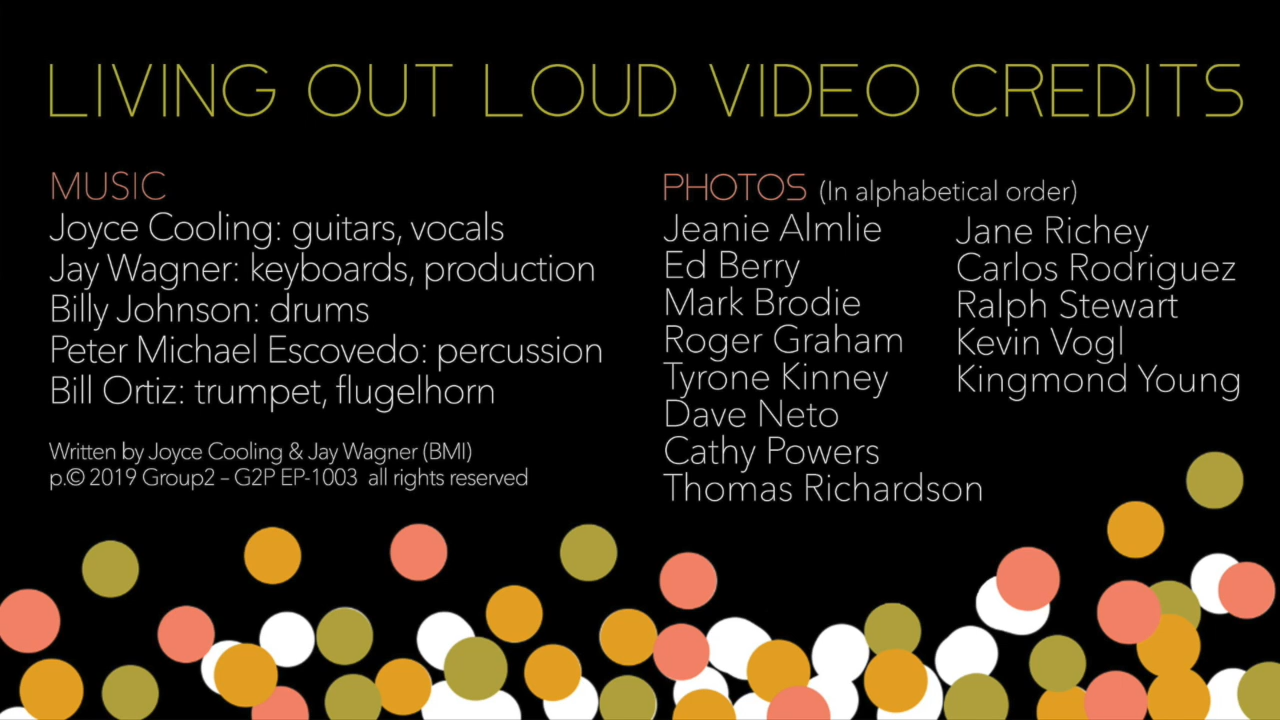 LIVING OUT LOUD VIDEO CREDITS
MUSIC
Joyce Cooling: guitars, vocals
Jay Wagner: keyboards, production
Billy Johnson: drums
Peter Michael Escovedo: percussion
Bill Ortiz: trumpet, flugelhorn
Written by Joyce Cooling & Jay Wagner (BMI)
p.© 2019 Group2 – G2P EP-1003 all rights reserved
PHOTOS (In alphabetical order)
Jeanie Almlie
Ed Berry
Mark Brodie
Roger Graham
Tyrone Kinney
Dave Neto
Cathy Powers
Thomas Richardson
Jane Richey
Carlos Rodriguez
Ralph Stewart
Kevin Vogl
Kingmond Young